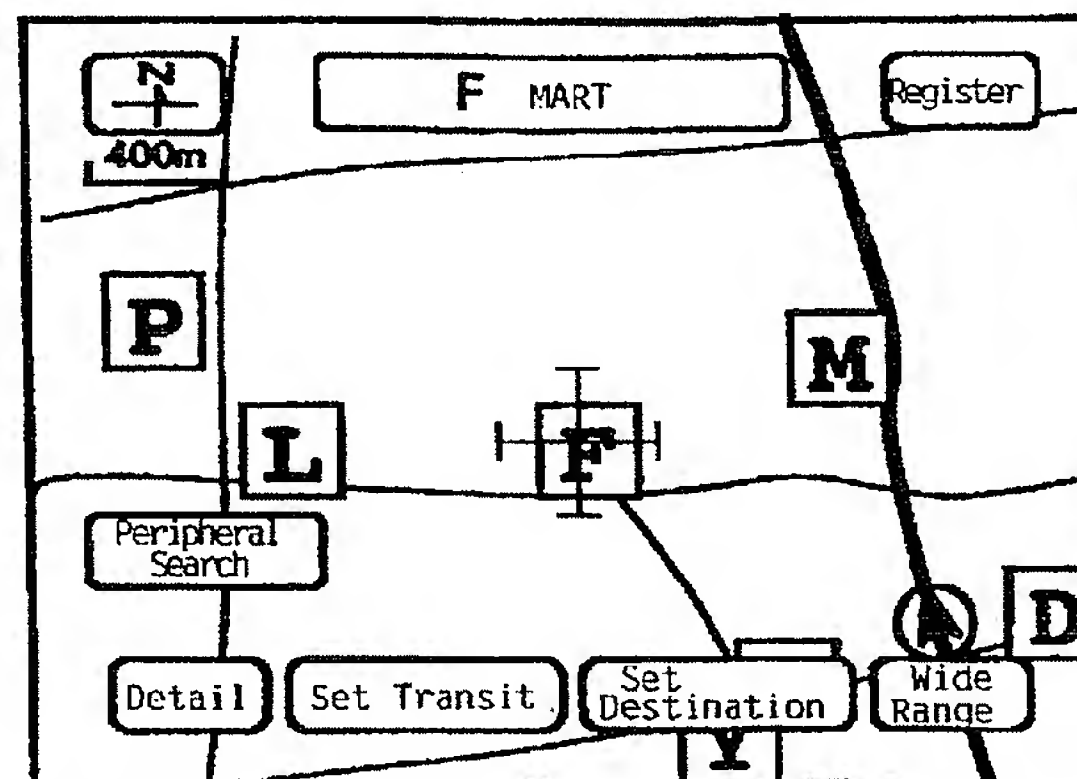 N
F MART
Register
400m
P
M
L
F
Peripheral
Search
D
Detail
Set Transit
Set
Destination
Wide
Range
Y